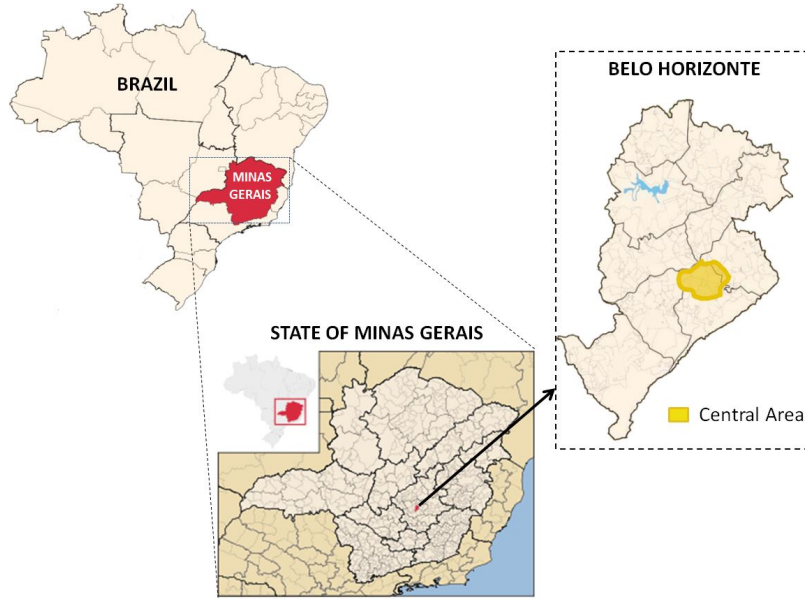 BRAZIL
MINAS
GERAIS
STATE OF MINAS GERAIS
BELO HORIZONTE
Central Area